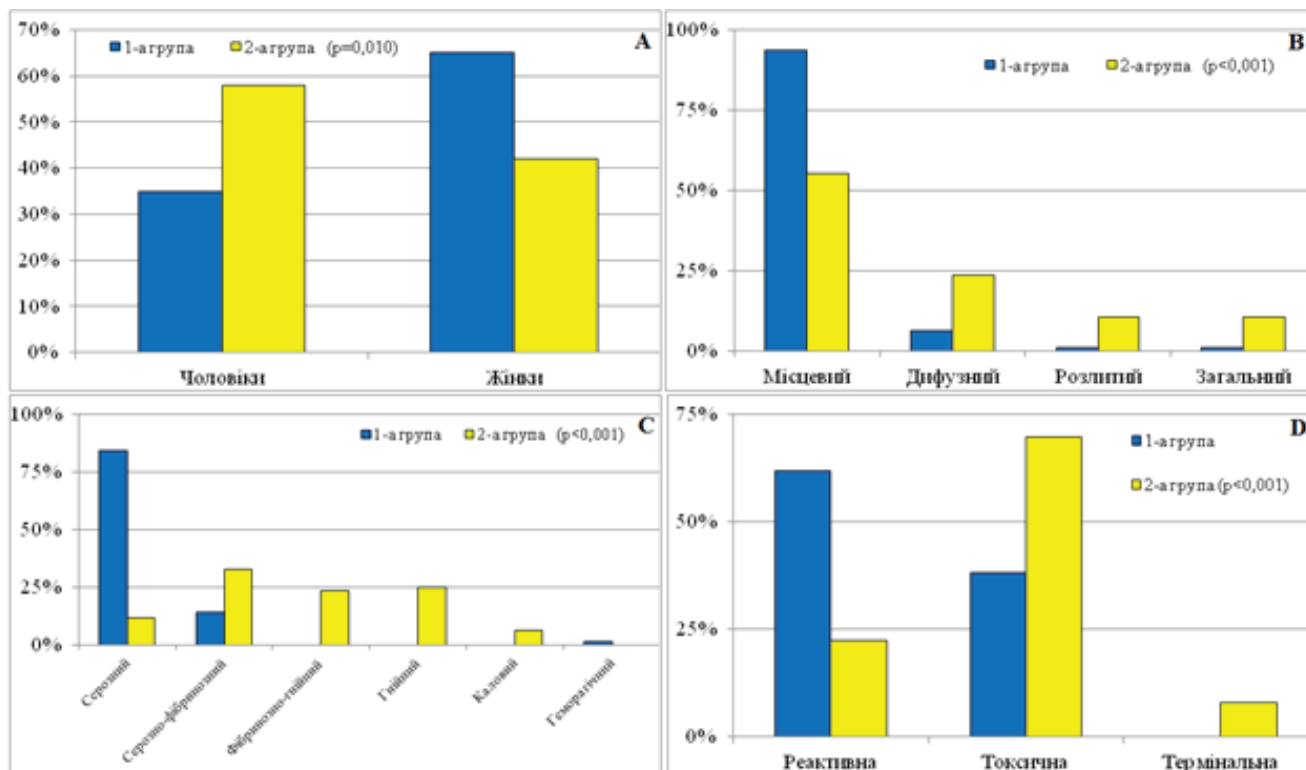 70%
1-агрупа 2-агрупа (p=0,010) A
60%
50%
40%
30%
20%
10%
0%
Чоловіки Жінки
100%
B
1-агрупа 2-агрупа (p<0,001)
75%
50%
25%
0%
Місцевий Дифузний Розлитий Загальний
100%
1-агрупа 2-агрупа (p<0,001) C
75%
50%
25%
0%
Серозний
Серозно-фібринозний
Фібринозно-гнійний
Гнійний
Каловий
Геморагічний
75%
1-агрупа D
2-агрупа (p<0,001)
50%
25%
0%
Реактивна Токсична Термінальна